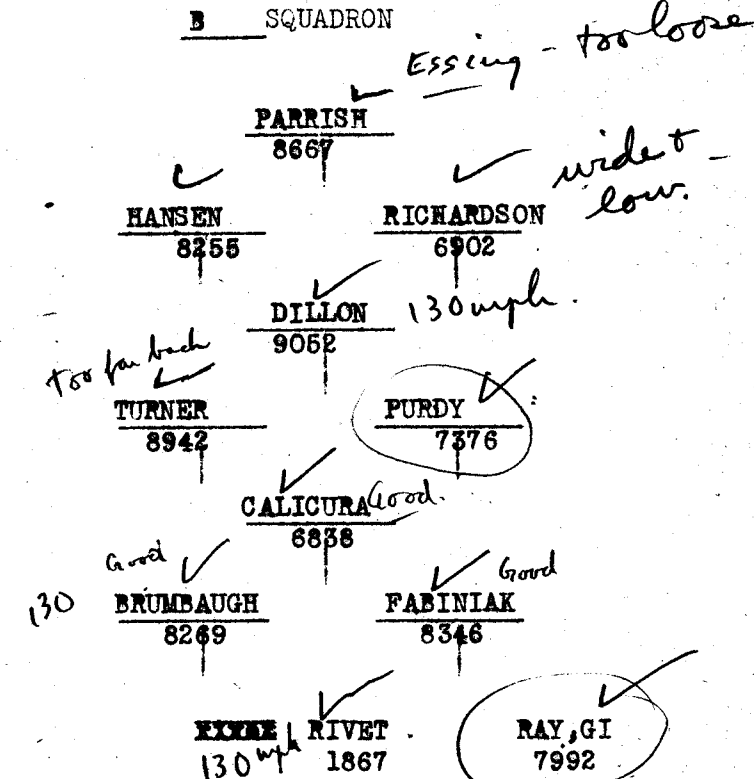 B SQUADRON
Essing - too loose
PARRISH
8667
wide &
low.
HANSEN RICHARDSON
8255 6902
DILLON 130 mph.
9052
too far back
TURNER PURDY
8942 7376
CALICURA Good.
6838
Good Good
130 BRUMBAUGH FABINIAK
8269 8346
RIVET RAY,GI
130 mph 1867 7992